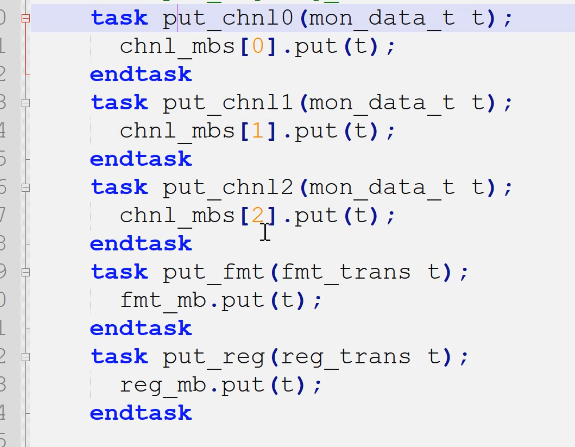 0 task put_chnl0(mon_data_t t);
1 chnl_mbs[0].put(t);
2 endtask
3 task put_chnl1(mon_data_t t);
4 chnl_mbs[1].put(t);
5 endtask
6 task put_chnl2(mon_data_t t);
7 chnl_mbs[2].put(t);
8 endtask
9 task put_fmt(fmt_trans t);
0 fmt_mb.put(t);
1 endtask
2 task put_reg(reg_trans t);
3 reg_mb.put(t);
4 endtask